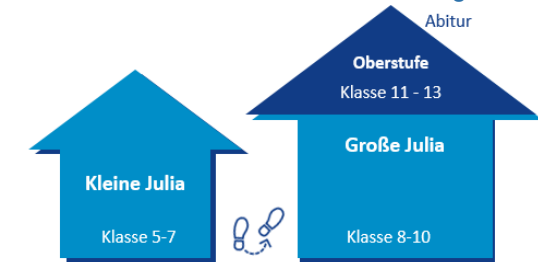 Abitur
Oberstufe
Klasse 11 - 13
Große Julia
Kleine Julia
Klasse 5-7
Klasse 8-10